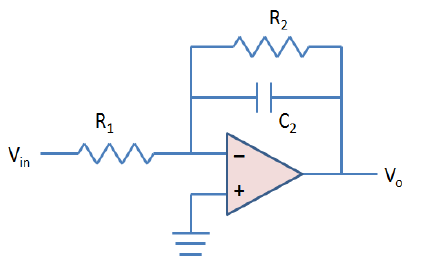 R₂
C₂
R₁
Vin
−
+
Vo